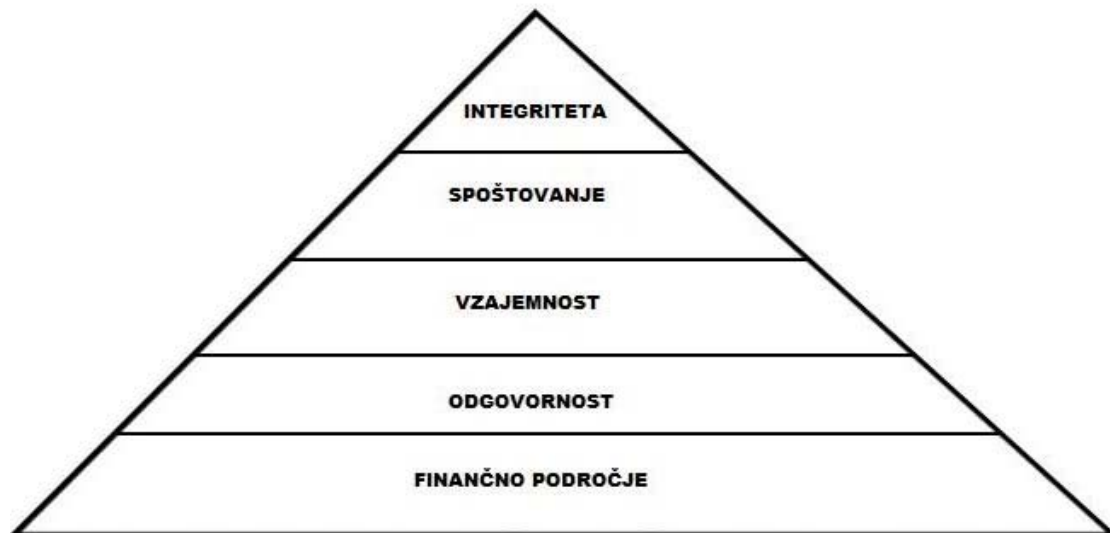 INTEGRITETA
SPOŠTOVANJE
VZAJEMNOST
ODGOVORNOST
FINANČNO PODROČJE